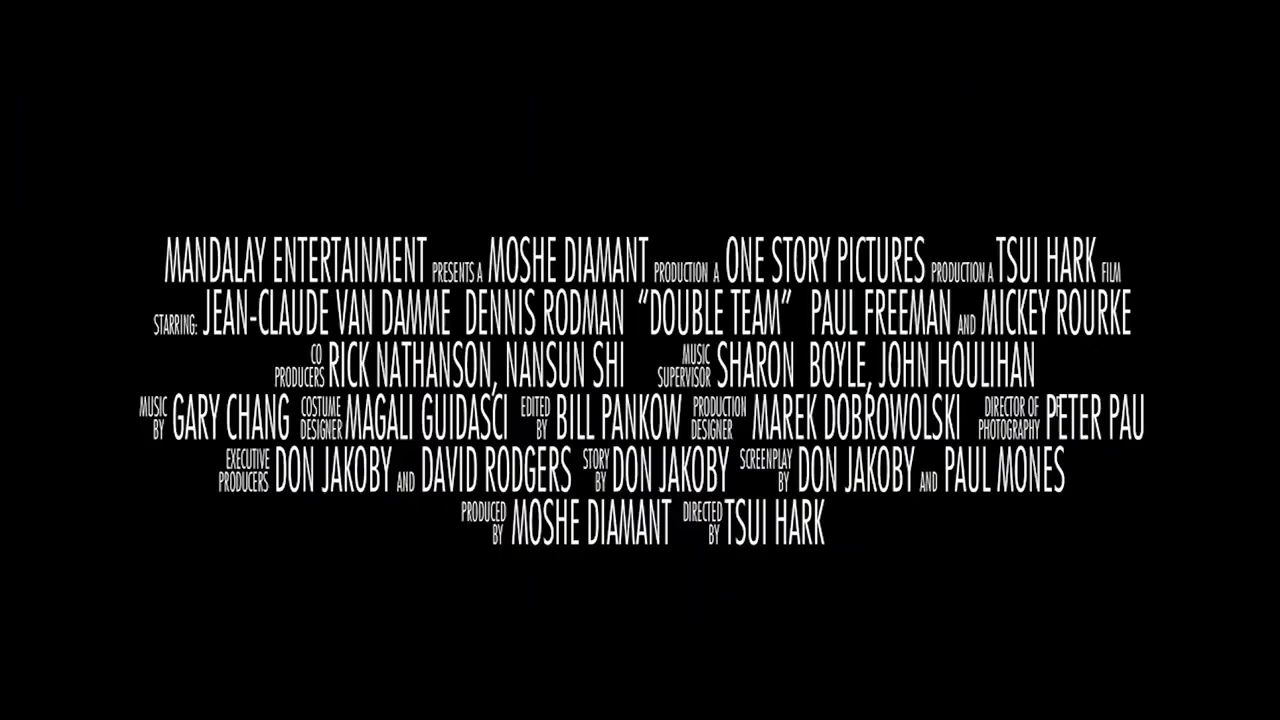 MANDALAY ENTERTAINMENT PRESENTS A MOSHE DIAMANT PRODUCTION A ONE STORY PICTURES PRODUCTION A TSUI HARK FILM
STARRING: JEAN-CLAUDE VAN DAMME DENNIS RODMAN "DOUBLE TEAM" PAUL FREEMAN AND MICKEY ROURKE
CO PRODUCERS RICK NATHANSON, NANSUN SHI MUSIC SUPERVISOR SHARON BOYLE, JOHN HOULIHAN
MUSIC BY GARY CHANG COSTUME DESIGNER MAGALI GUIDASCI EDITED BY BILL PANKOW PRODUCTION DESIGNER MAREK DOBROWOLSKI DIRECTOR OF PHOTOGRAPHY PETER PAU
EXECUTIVE PRODUCERS DON JAKOBY AND DAVID RODGERS STORY BY DON JAKOBY SCREENPLAY BY DON JAKOBY AND PAUL MONES
PRODUCED BY MOSHE DIAMANT DIRECTED BY TSUI HARK